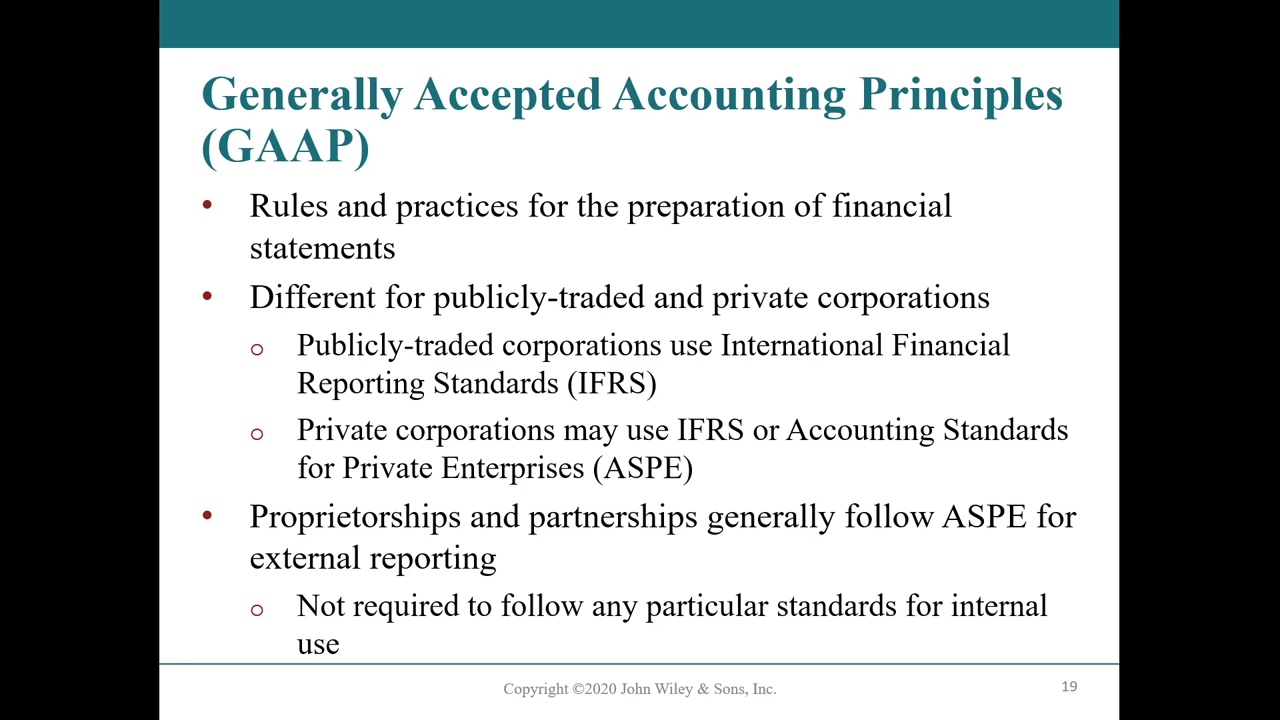 Generally Accepted Accounting Principles
(GAAP)
• Rules and practices for the preparation of financial
statements
• Different for publicly-traded and private corporations
o Publicly-traded corporations use International Financial
Reporting Standards (IFRS)
o Private corporations may use IFRS or Accounting Standards
for Private Enterprises (ASPE)
• Proprietorships and partnerships generally follow ASPE for
external reporting
o Not required to follow any particular standards for internal
use
Copyright ©2020 John Wiley & Sons, Inc.
19